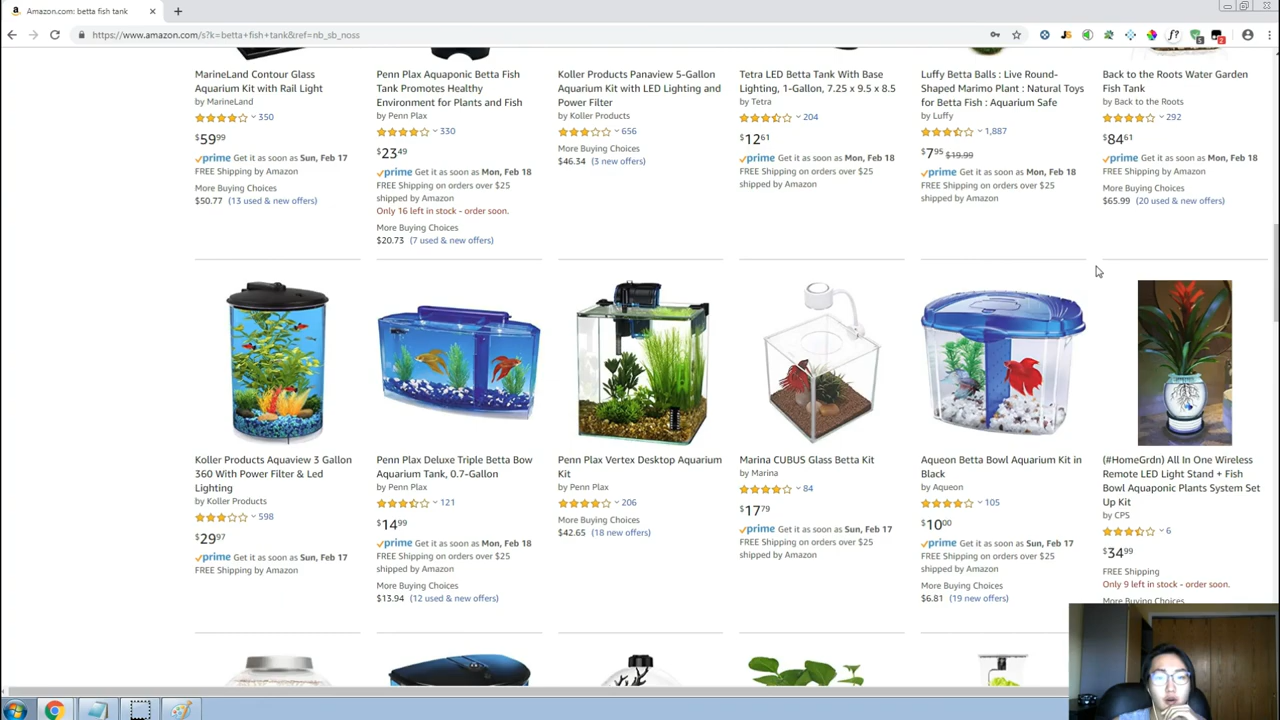 Amazon.com: betta fish tank
https://www.amazon.com/s?k=betta+fish+tank&ref=nb_sb_noss
MarineLand Contour Glass
Aquarium Kit with Rail Light
by MarineLand
350
$59.99
prime Get it as soon as Sun, Feb 17
FREE Shipping by Amazon
More Buying Choices
$50.77 (13 used & new offers)
Penn Plax Aquaponic Betta Fish
Tank Promotes Healthy
Environment for Plants and Fish
by Penn Plax
330
$23.49
prime Get it as soon as Mon, Feb 18
FREE Shipping on orders over $25
shipped by Amazon
Only 16 left in stock - order soon.
More Buying Choices
$20.73 (7 used & new offers)
Koller Products Panaview 5-Gallon
Aquarium Kit with LED Lighting and
Power Filter
by Koller Products
656
More Buying Choices
$46.34 (3 new offers)
Tetra LED Betta Tank With Base
Lighting, 1-Gallon, 7.25 x 9.5 x 8.5
by Tetra
204
$12.61
prime Get it as soon as Mon, Feb 18
FREE Shipping on orders over $25
shipped by Amazon
Luffy Betta Balls : Live Round-
Shaped Marimo Plant : Natural Toys
for Betta Fish : Aquarium Safe
by Luffy
1,887
$7.95 $19.99
prime Get it as soon as Mon, Feb 18
FREE Shipping on orders over $25
shipped by Amazon
Back to the Roots Water Garden
Fish Tank
by Back to the Roots
292
$84.61
prime Get it as soon as Mon, Feb 18
FREE Shipping by Amazon
More Buying Choices
$65.99 (20 used & new offers)
Koller Products Aquaview 3 Gallon
360 With Power Filter & Led
Lighting
by Koller Products
598
$29.97
prime Get it as soon as Sun, Feb 17
FREE Shipping by Amazon
Penn Plax Deluxe Triple Betta Bow
Aquarium Tank, 0.7-Gallon
by Penn Plax
121
$14.99
prime Get it as soon as Mon, Feb 18
FREE Shipping on orders over $25
shipped by Amazon
More Buying Choices
$13.94 (12 used & new offers)
Penn Plax Vertex Desktop Aquarium
Kit
by Penn Plax
206
More Buying Choices
$42.65 (18 new offers)
Marina CUBUS Glass Betta Kit
by Marina
84
$17.79
prime Get it as soon as Sun, Feb 17
FREE Shipping on orders over $25
shipped by Amazon
Aqueon Betta Bowl Aquarium Kit in
Black
by Aqueon
105
$10.00
prime Get it as soon as Sun, Feb 17
FREE Shipping on orders over $25
shipped by Amazon
More Buying Choices
$6.81 (19 new offers)
(#HomeGrdn) All In One Wireless
Remote LED Light Stand + Fish
Bowl Aquaponic Plants System Set
Up Kit
by CPS
6
$34.99
FREE Shipping
Only 9 left in stock - order soon.
More Buying Choices